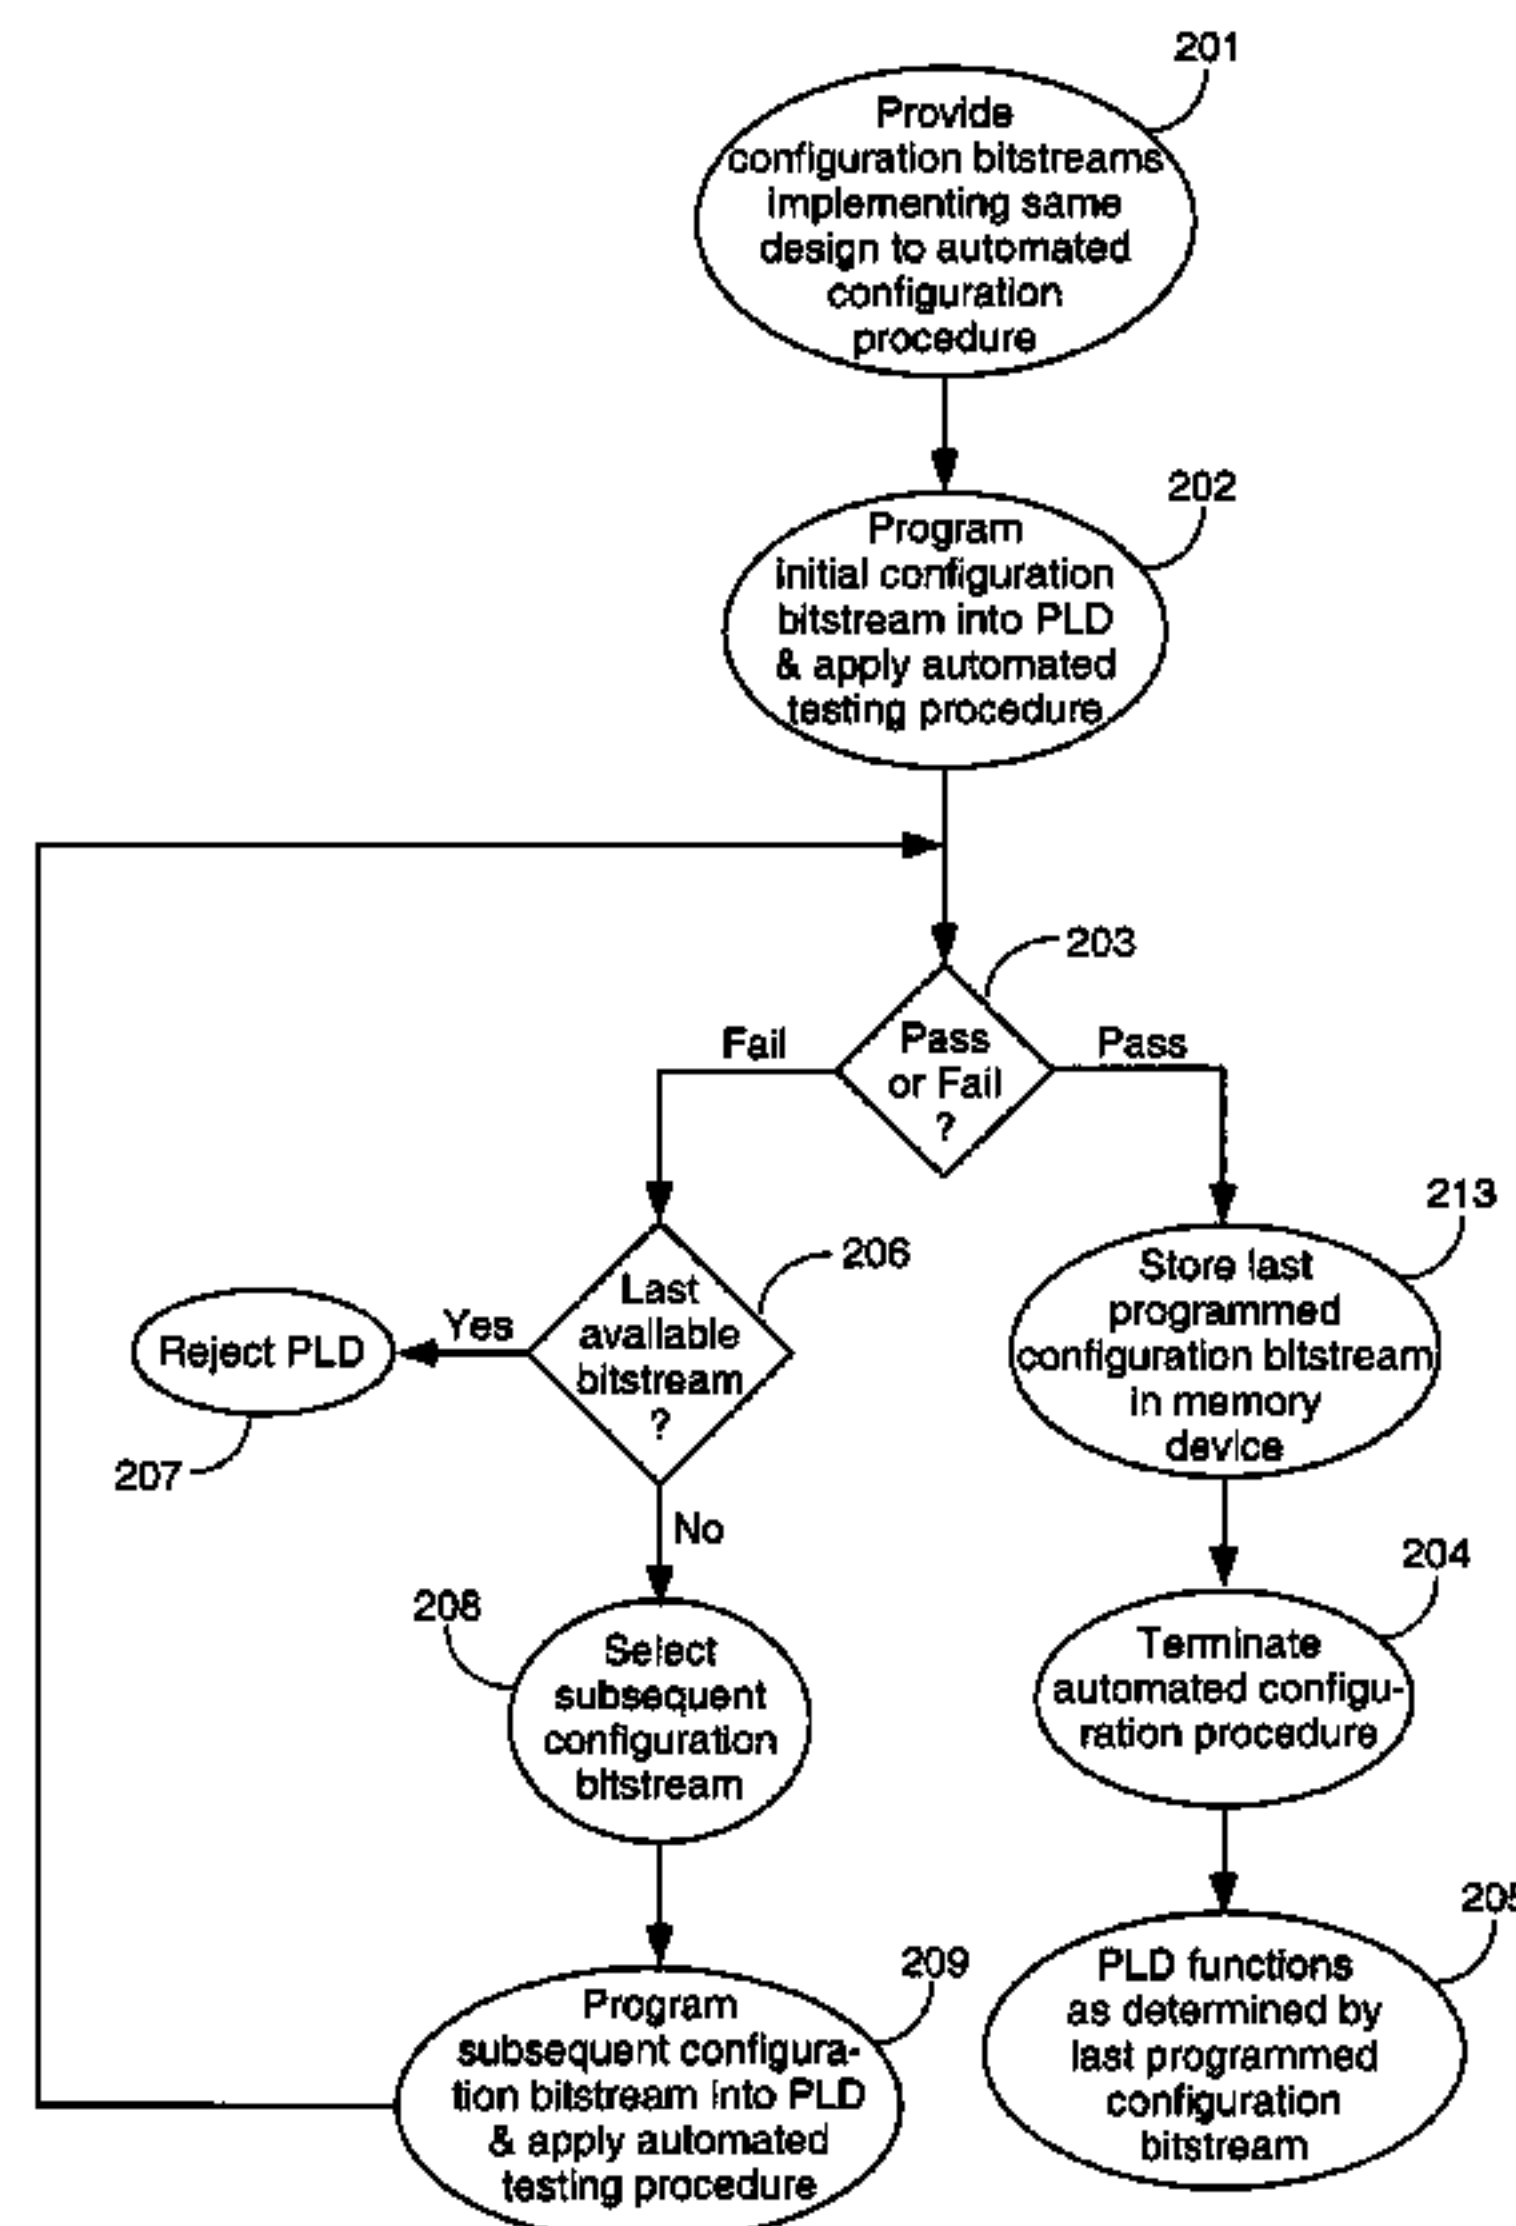 201
Provide
configuration bitstreams
implementing same
design to automated
configuration
procedure
202
Program
initial configuration
bitstream into PLD
& apply automated
testing procedure
203
Fail
Pass
or Fail
?
Pass
213
206
Last
available
bitstream
?
Yes
Reject PLD
207
Store last
programmed
configuration bitstream
in memory
device
No
204
208
Select
subsequent
configuration
bitstream
Terminate
automated configu-
ration procedure
205
209
Program
subsequent configura-
tion bitstream into PLD
& apply automated
testing procedure
PLD functions
as determined by
last programmed
configuration
bitstream